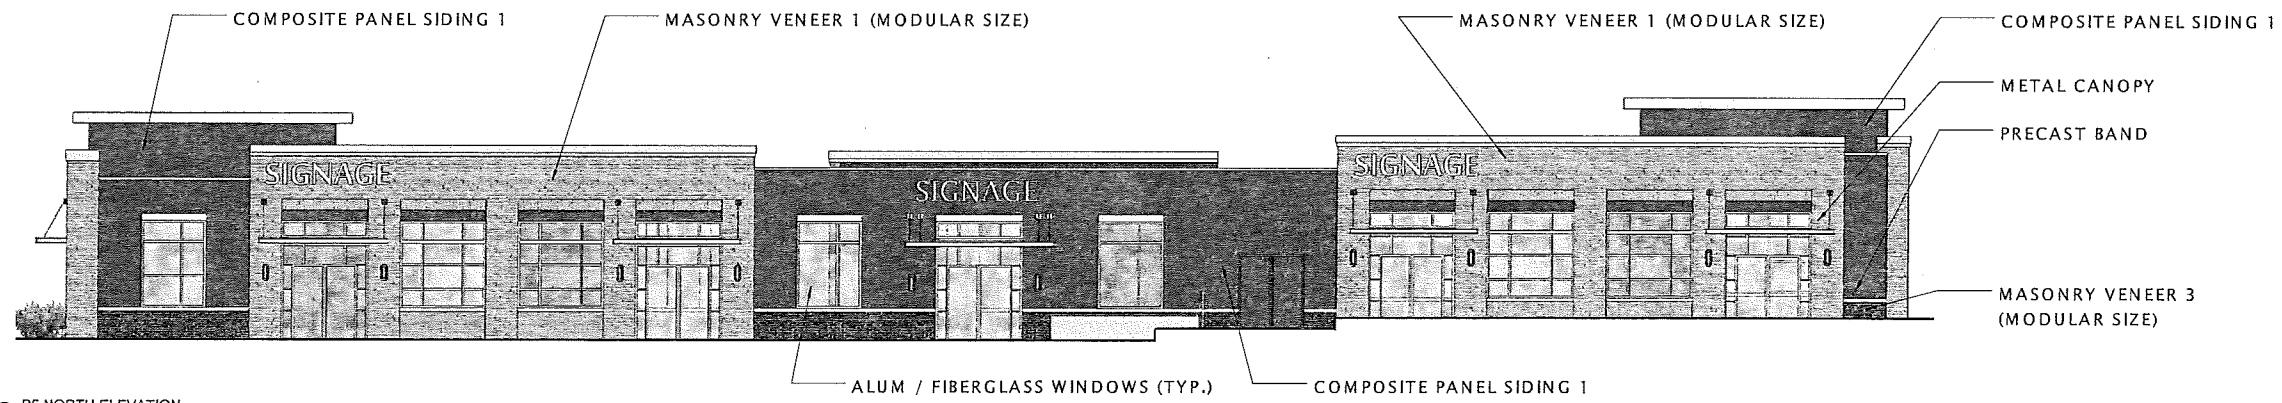 COMPOSITE PANEL SIDING 1
MASONRY VENEER 1 (MODULAR SIZE)
MASONRY VENEER 1 (MODULAR SIZE)
COMPOSITE PANEL SIDING 1
METAL CANOPY
PRECAST BAND
SIGNAGE
SIGNAGE
SIGNAGE
MASONRY VENEER 3
(MODULAR SIZE)
ALUM / FIBERGLASS WINDOWS (TYP.)
COMPOSITE PANEL SIDING 1
NORTH ELEVATION